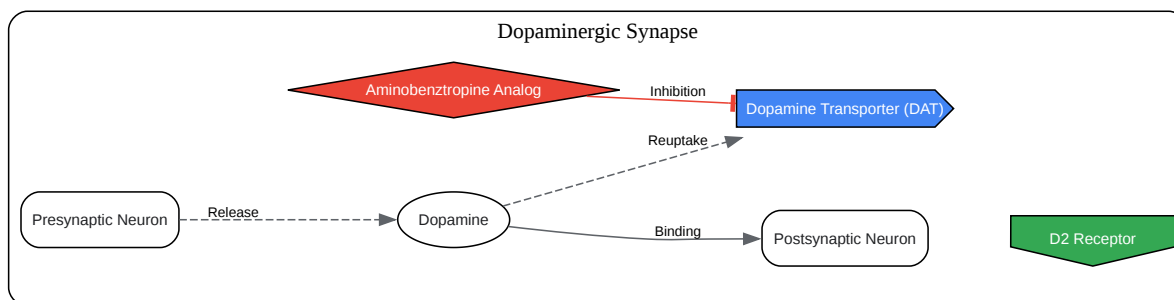 Dopaminergic Synapse
Aminobenztropine Analog
Inhibition
Dopamine Transporter (DAT)
Reuptake
Presynaptic Neuron
Release
Dopamine
Binding
Postsynaptic Neuron
D2 Receptor